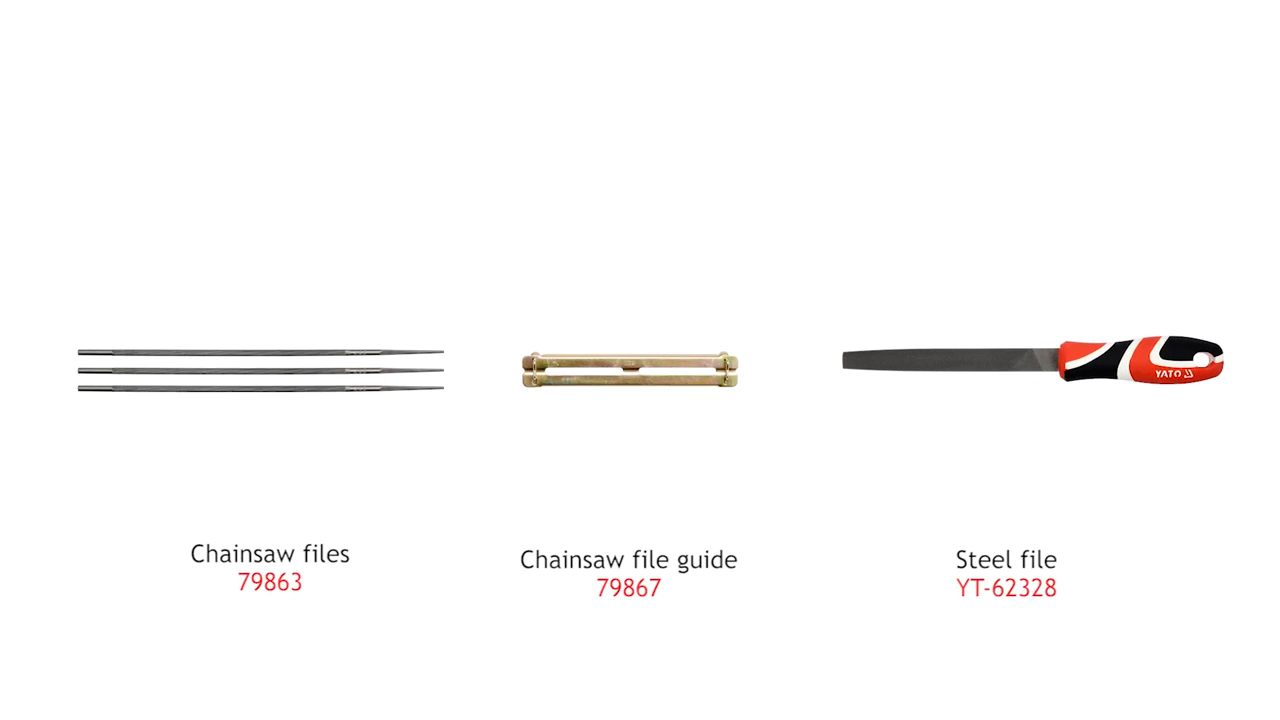 YATO
Chainsaw files
79863
Chainsaw file guide
79867
Steel file
YT-62328